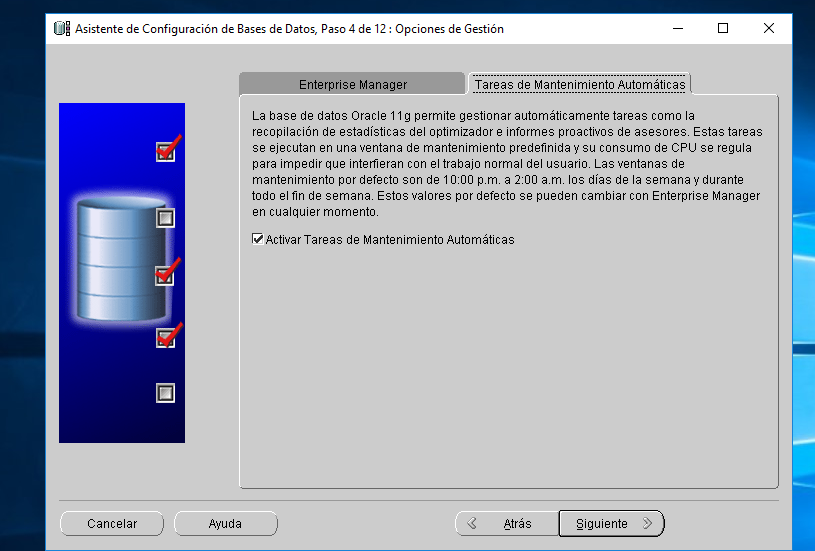 Asistente de Configuración de Bases de Datos, Paso 4 de 12 : Opciones de Gestión
Enterprise Manager
Tareas de Mantenimiento Automáticas
La base de datos Oracle 11g permite gestionar automáticamente tareas como la
recopilación de estadísticas del optimizador e informes proactivos de asesores. Estas tareas
se ejecutan en una ventana de mantenimiento predefinida y su consumo de CPU se regula
para impedir que interfieran con el trabajo normal del usuario. Las ventanas de
mantenimiento por defecto son de 10:00 p.m. a 2:00 a.m. los días de la semana y durante
todo el fin de semana. Estos valores por defecto se pueden cambiar con Enterprise Manager
en cualquier momento.
Activar Tareas de Mantenimiento Automáticas
Cancelar
Ayuda
Atrás
Siguiente